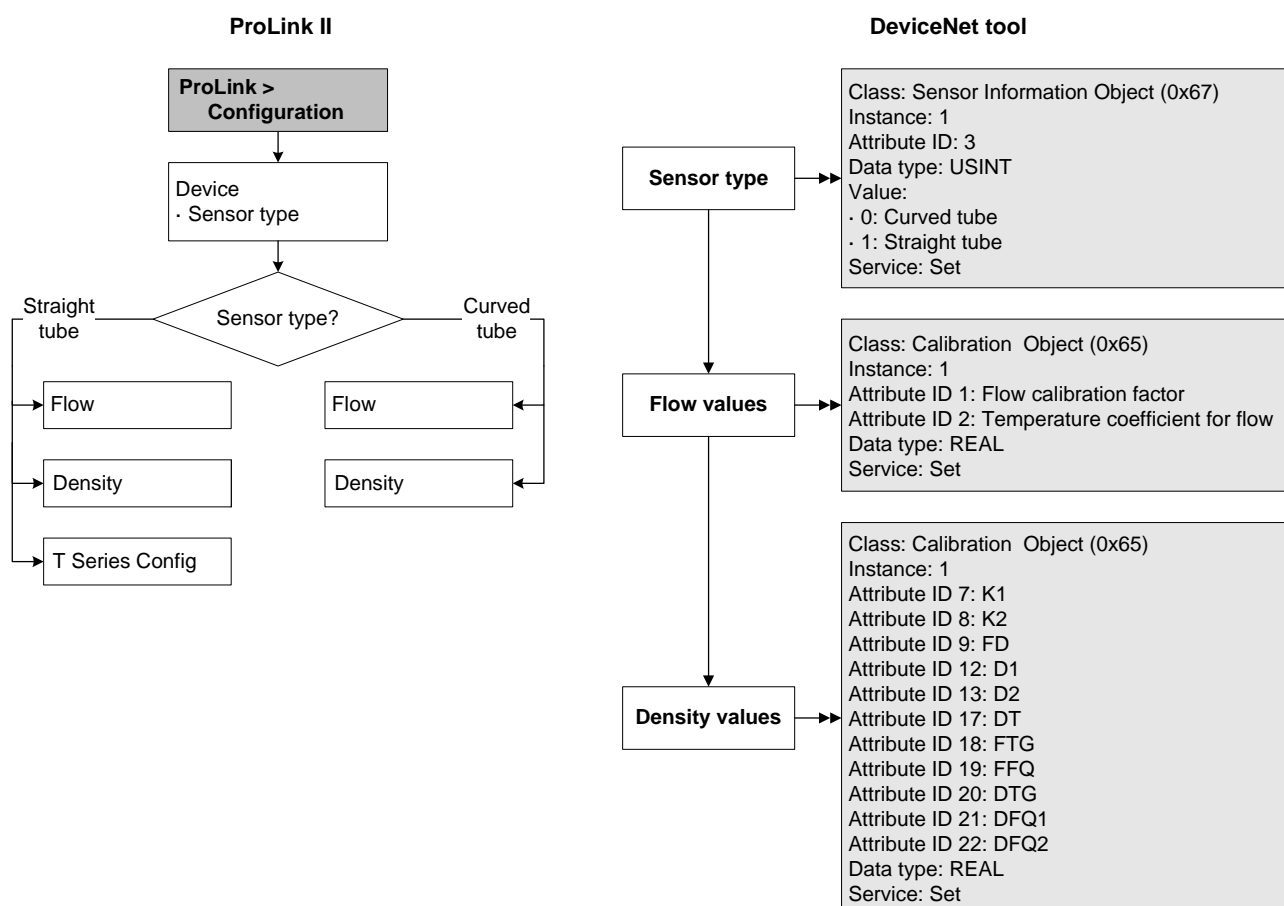 ProLink II
ProLink >
Configuration
Device
· Sensor type
Sensor type?
Straight
tube
Curved
tube
Flow
Density
T Series Config
Flow
Density
DeviceNet tool
Sensor type
Class: Sensor Information Object (0x67)
Instance: 1
Attribute ID: 3
Data type: USINT
Value:
· 0: Curved tube
· 1: Straight tube
Service: Set
Flow values
Class: Calibration  Object (0x65)
Instance: 1
Attribute ID 1: Flow calibration factor
Attribute ID 2: Temperature coefficient for flow
Data type: REAL
Service: Set
Density values
Class: Calibration  Object (0x65)
Instance: 1
Attribute ID 7: K1
Attribute ID 8: K2
Attribute ID 9: FD
Attribute ID 12: D1
Attribute ID 13: D2
Attribute ID 17: DT
Attribute ID 18: FTG
Attribute ID 19: FFQ
Attribute ID 20: DTG
Attribute ID 21: DFQ1
Attribute ID 22: DFQ2
Data type: REAL
Service: Set